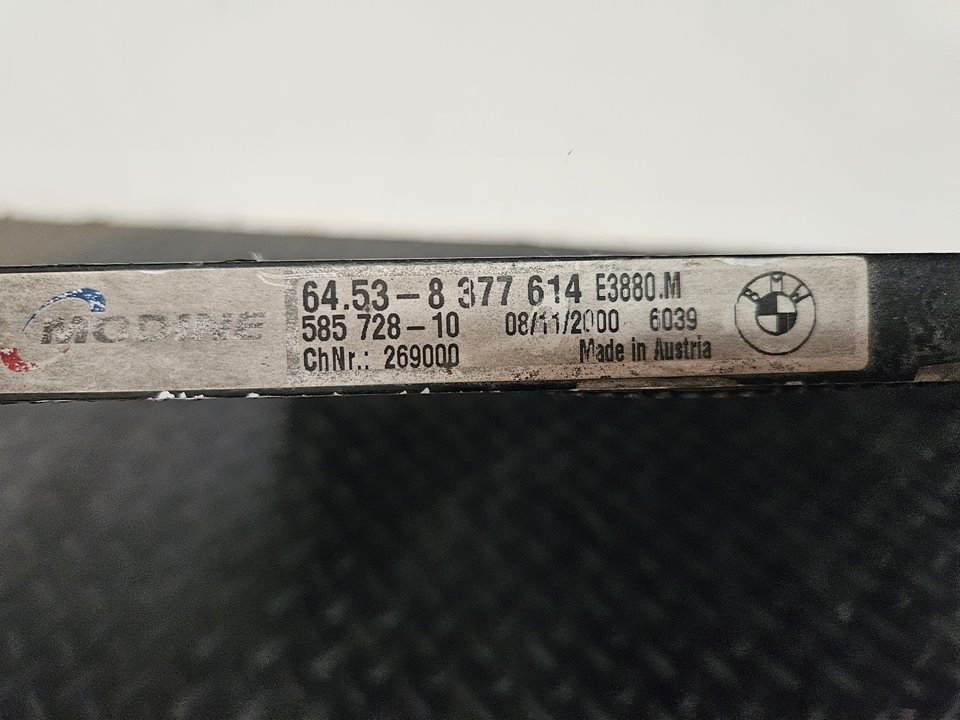 MODINE
64.53-8 377 614 E3880.M
585 728-10 08/11/2000 6039
ChNr.: 269000 Made in Austria
BMW